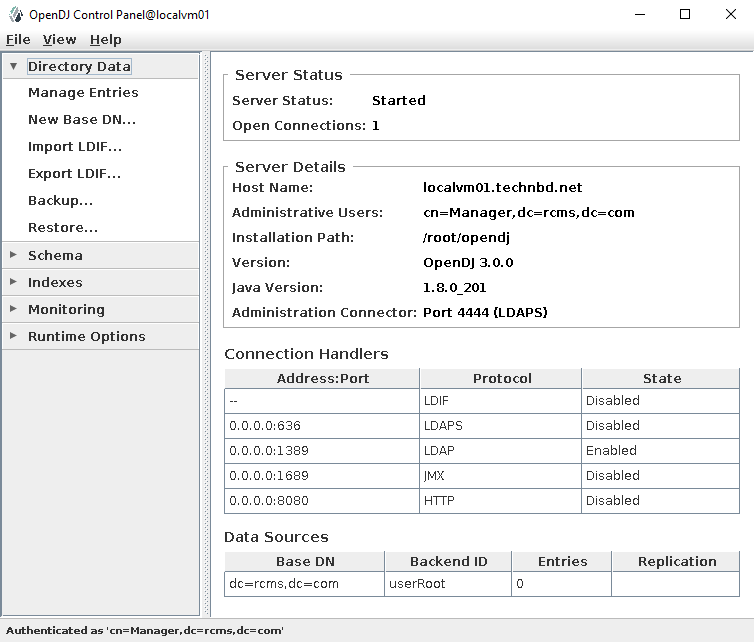 OpenDJ Control Panel@localvm01
File View Help
Directory Data
Manage Entries
New Base DN...
Import LDIF...
Export LDIF...
Backup...
Restore...
Schema
Indexes
Monitoring
Runtime Options
Server Status
Server Status: Started
Open Connections: 1
Server Details
Host Name: localvm01.technbd.net
Administrative Users: cn=Manager,dc=rcms,dc=com
Installation Path: /root/opendj
Version: OpenDJ 3.0.0
Java Version: 1.8.0_201
Administration Connector: Port 4444 (LDAPS)
Connection Handlers
Address:Port Protocol State
-- LDIF Disabled
0.0.0.0:636 LDAPS Disabled
0.0.0.0:1389 LDAP Enabled
0.0.0.0:1689 JMX Disabled
0.0.0.0:8080 HTTP Disabled
Data Sources
Base DN Backend ID Entries Replication
dc=rcms,dc=com userRoot 0
Authenticated as 'cn=Manager,dc=rcms,dc=com'